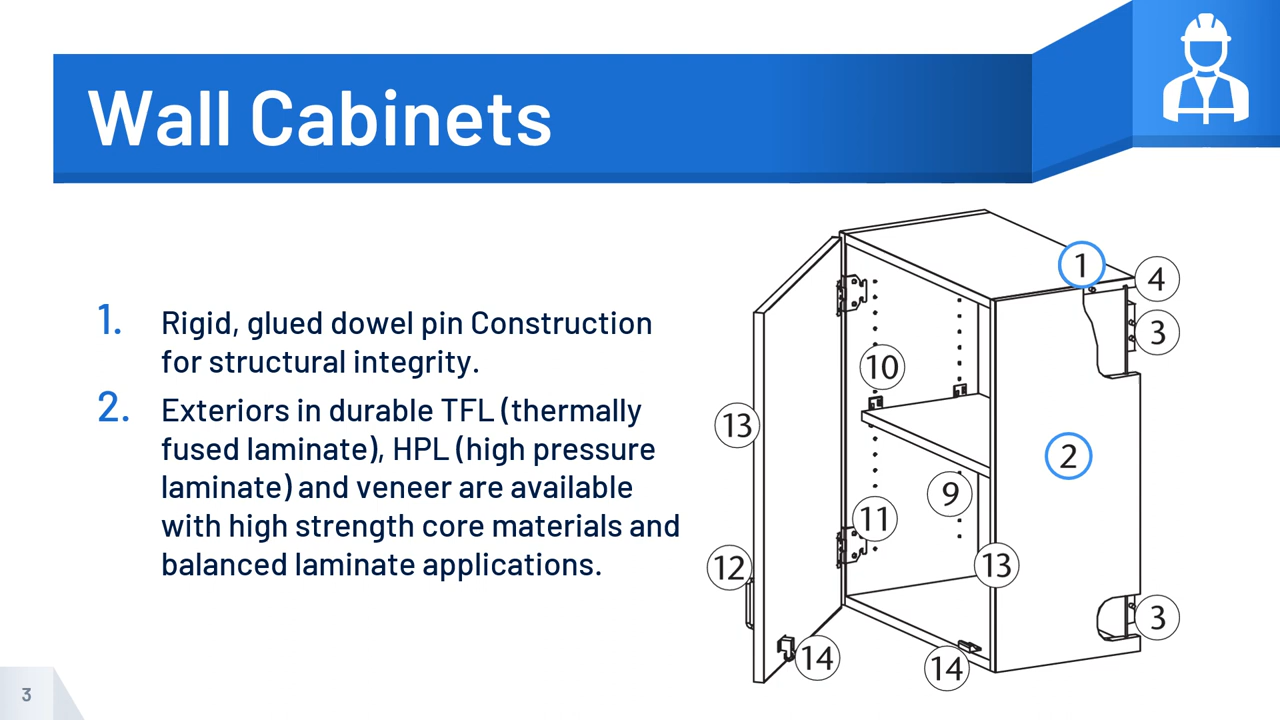 Wall Cabinets
1. Rigid, glued dowel pin Construction
for structural integrity.
2. Exteriors in durable TFL (thermally
fused laminate), HPL (high pressure
laminate) and veneer are available
with high strength core materials and
balanced laminate applications.
1
4
3
10
13
2
9
11
12
13
3
14
14
3